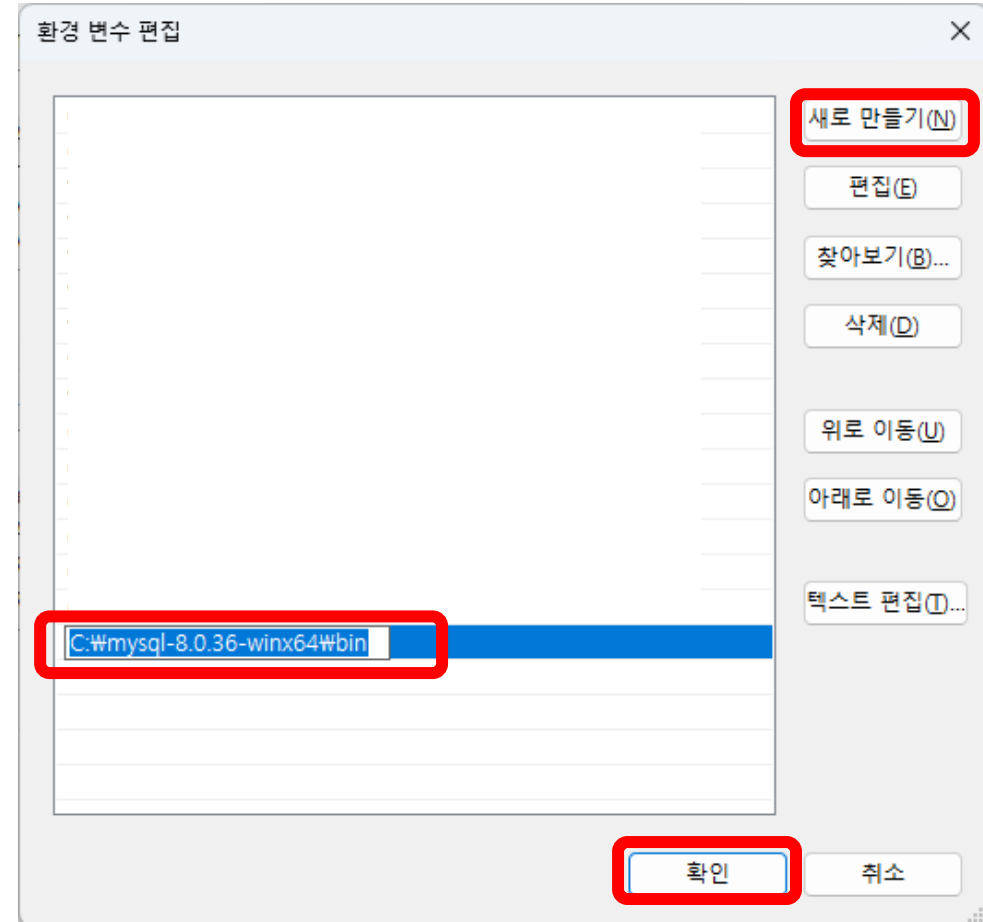 환경 변수 편집
새로 만들기(N)
편집(E)
찾아보기(B)...
삭제(D)
위로 이동(U)
아래로 이동(O)
텍스트 편집(T)...
C:₩mysql-8.0.36-winx64₩bin
확인
취소